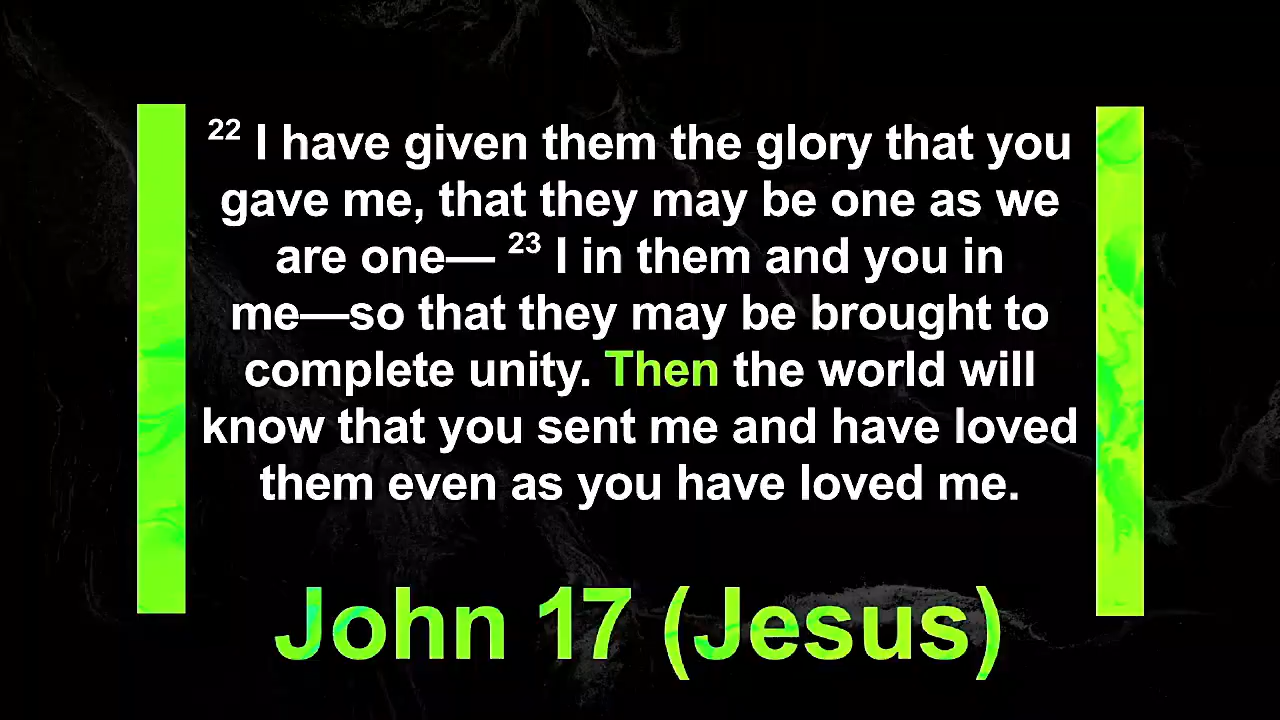 22 I have given them the glory that you
gave me, that they may be one as we
are one— 23 I in them and you in
me—so that they may be brought to
complete unity. Then the world will
know that you sent me and have loved
them even as you have loved me.
John 17 (Jesus)